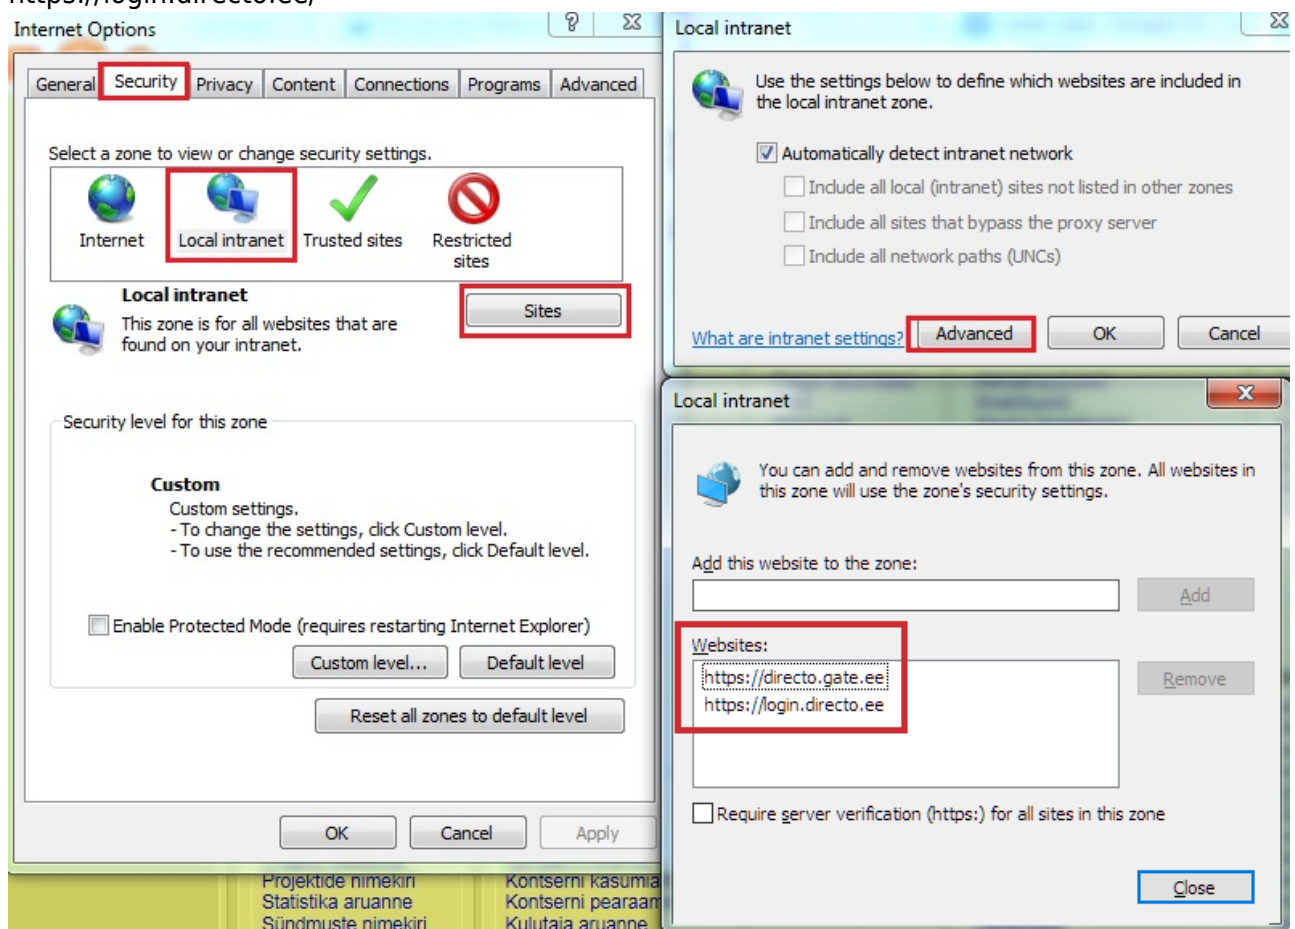 https://login.directo.ee/
Internet Options
General Security Privacy Content Connections Programs Advanced
Select a zone to view or change security settings.
Internet Local intranet Trusted sites Restricted
sites
Local intranet
Sites
This zone is for all websites that are
found on your intranet.
Security level for this zone
Custom
Custom settings.
- To change the settings, click Custom level.
- To use the recommended settings, click Default level.
Enable Protected Mode (requires restarting Internet Explorer)
Custom level... Default level
Reset all zones to default level
OK Cancel Apply
Projektide nimekiri
Statistika aruanne
Sündmuste nimekiri
Kontserni kasumia
Kontserni pearaam
Kulutaja aruanne
Local intranet
Use the settings below to define which websites are included in
the local intranet zone.
Automatically detect intranet network
Include all local (intranet) sites not listed in other zones
Include all sites that bypass the proxy server
Include all network paths (UNCs)
What are intranet settings? Advanced OK Cancel
Local intranet
You can add and remove websites from this zone. All websites in
this zone will use the zone's security settings.
Add this website to the zone:
Add
Websites:
https://directo.gate.ee
Remove
https://login.directo.ee
Require server verification (https:) for all sites in this zone
Close